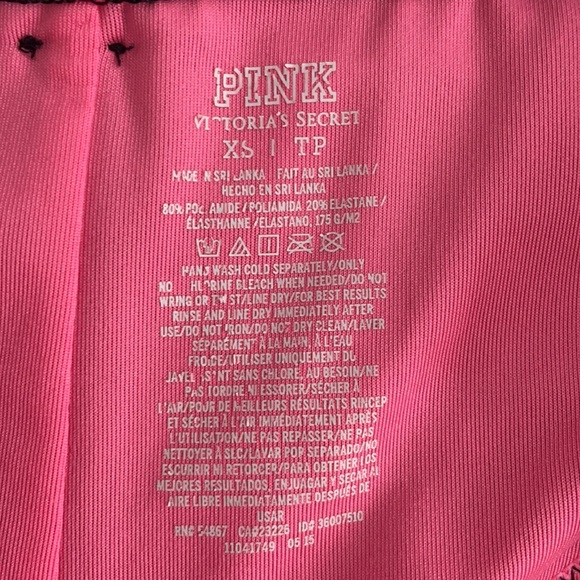 PINK
VICTORIA'S SECRET
XS | TP
MADE IN SRI LANKA FAIT AU SRI LANKA /
HECHO EN SRI LANKA
80% POLYAMIDE / POLIAMIDA 20% ELASTANE /
ÉLASTHANNE / ELASTANO, 175 G/M2
HAND WASH COLD SEPARATELY/ONLY
NON CHLORINE BLEACH WHEN NEEDED/DO NOT
WRING OR TWIST/LINE DRY/FOR BEST RESULTS
RINSE AND LINE DRY IMMEDIATELY AFTER
USE/DO NOT IRON/DO NOT DRY CLEAN/LAVER
SÉPARÉMENT À LA MAIN, À L'EAU
FROIDE/UTILISER UNIQUEMENT DU
JAVELLISANT SANS CHLORE, AU BESOIN/NE
PAS TORDRE NI ESSORER/SÉCHER À
L'AIR/POUR DE MEILLEURS RÉSULTATS RINCER
ET SÉCHER À L'AIR IMMÉDIATEMENT APRÈS
L'UTILISATION/NE PAS REPASSER/NE PAS
NETTOYER À SEC/LAVAR POR SEPARADO/NO
ESCURRIR NI RETORCER/PARA OBTENER LOS
MEJORES RESULTADOS, ENJUAGAR Y SECAR AL
AIRE LIBRE INMEDIATAMENTE DESPUÉS DE
USAR
RN# 54867 CA#23226 ID# 36007510
11041749 05 15